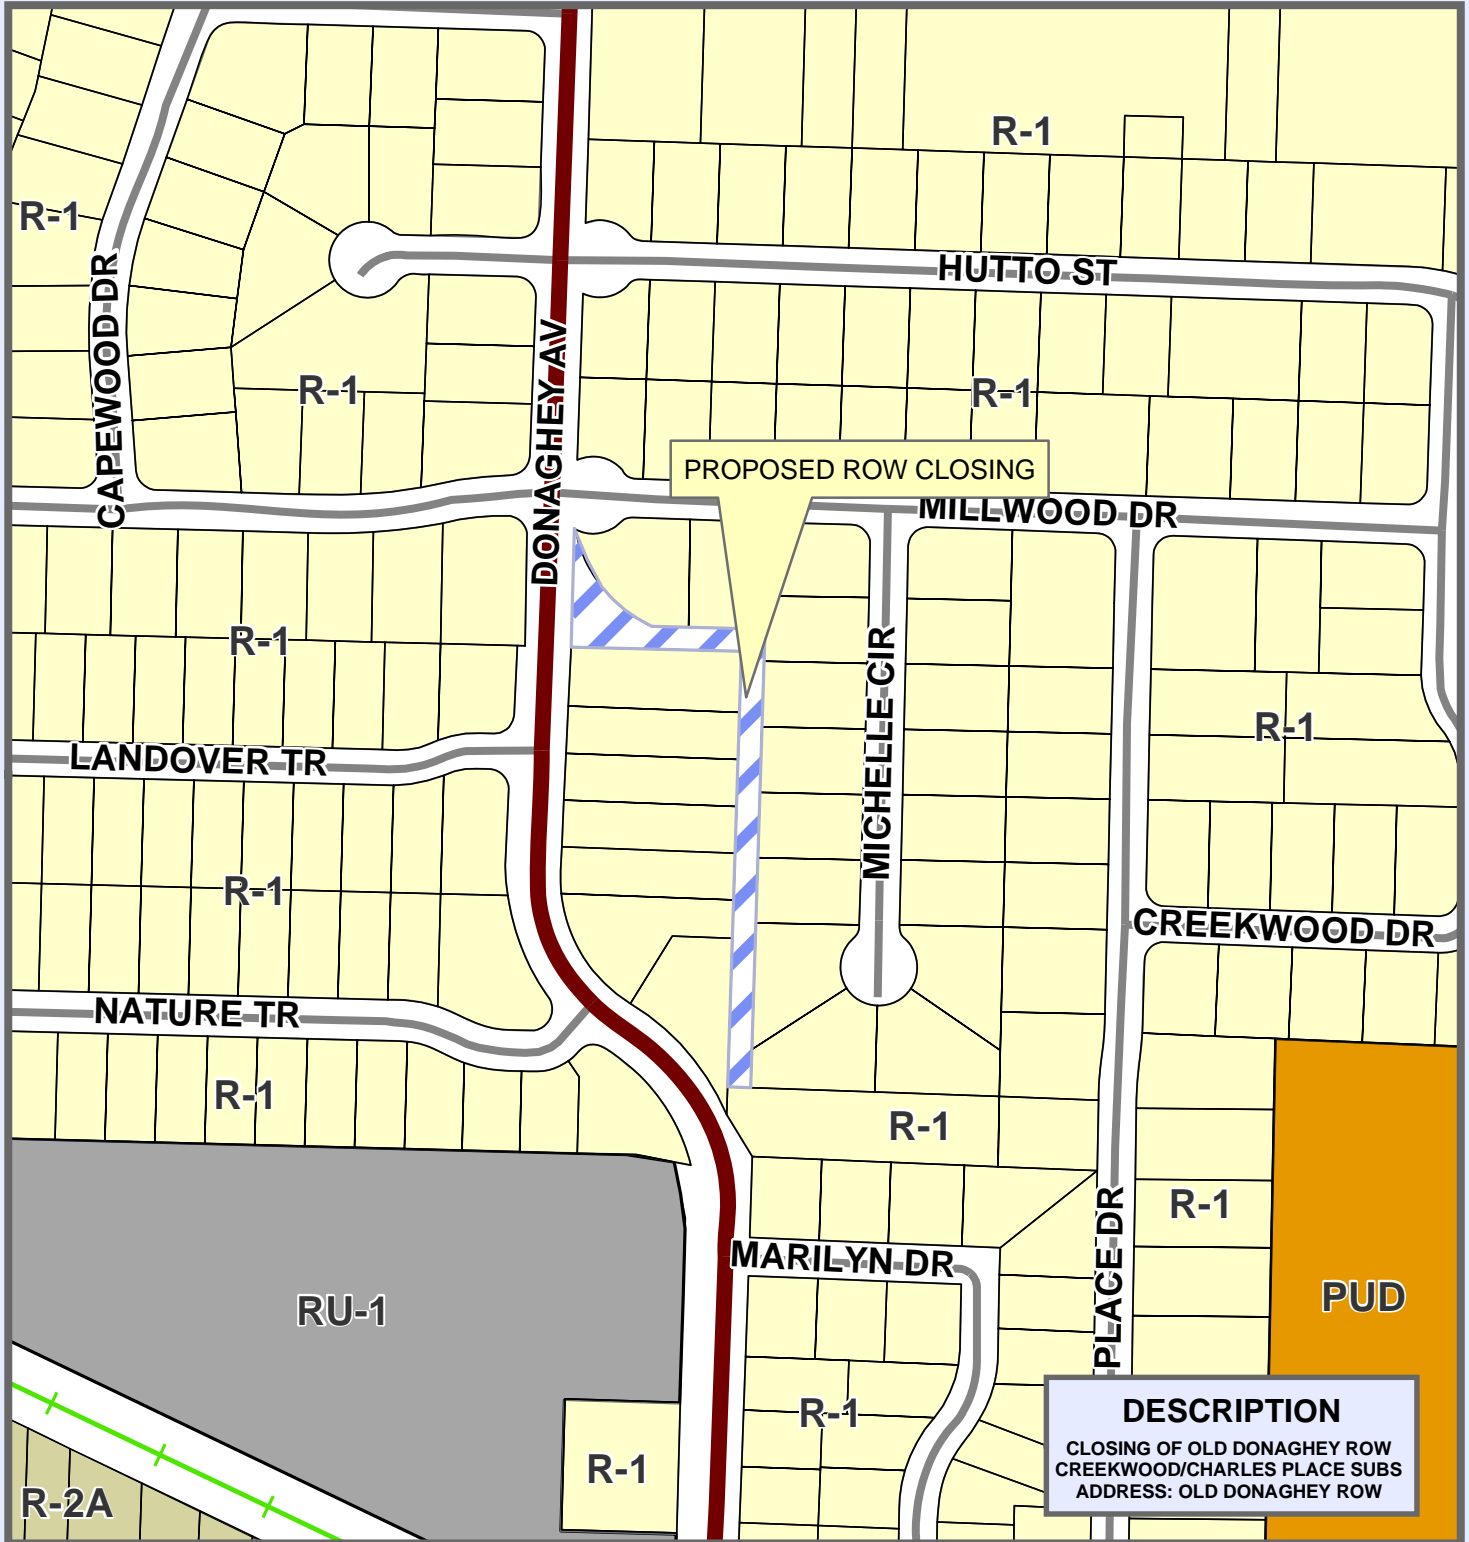 R-1
R-1
HUTTO ST
CAPEWOOD DR
DONAGHEY AV
R-1
R-1
PROPOSED ROW CLOSING
MILLWOOD DR
R-1
MICHELLE CIR
R-1
LANDOVER TR
R-1
CREEKWOOD DR
NATURE TR
R-1
R-1
R-1
PLACE DR
MARILYN DR
RU-1
PUD
R-1
R-1
R-2A
DESCRIPTION
CLOSING OF OLD DONAGHEY ROW
CREEKWOOD/CHARLES PLACE SUBS
ADDRESS: OLD DONAGHEY ROW